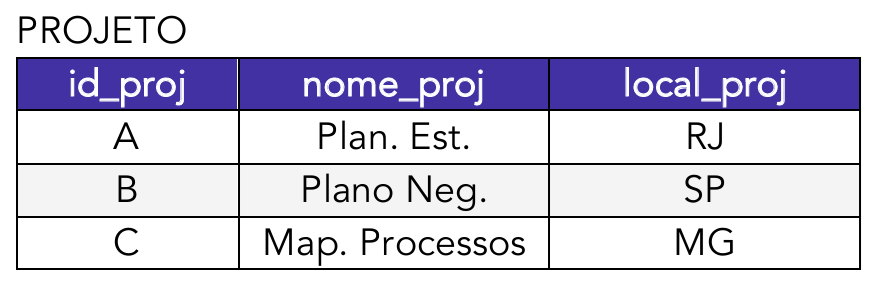 PROJETO
id_proj nome_proj local_proj
A Plan. Est. RJ
B Plano Neg. SP
C Map. Processos MG